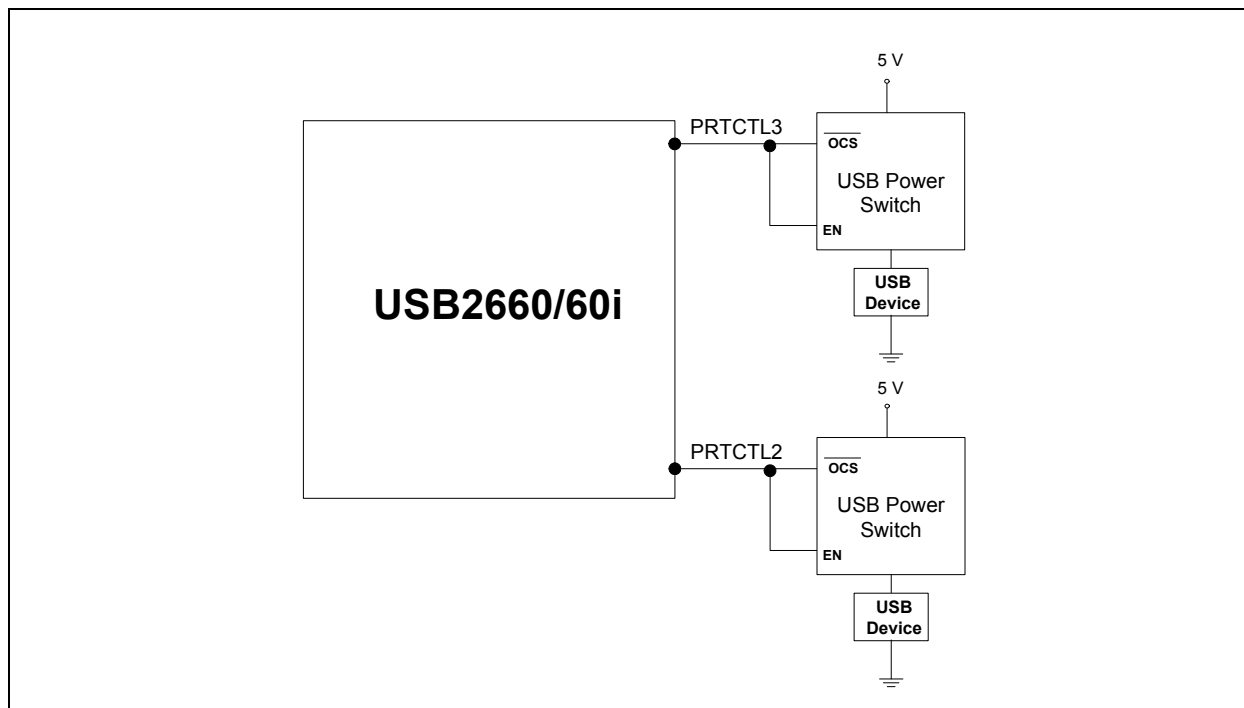 5 V
PRTCTL3
OCS
USB Power
Switch
EN
USB
Device
USB2660/60i
5 V
PRTCTL2
OCS
USB Power
Switch
EN
USB
Device